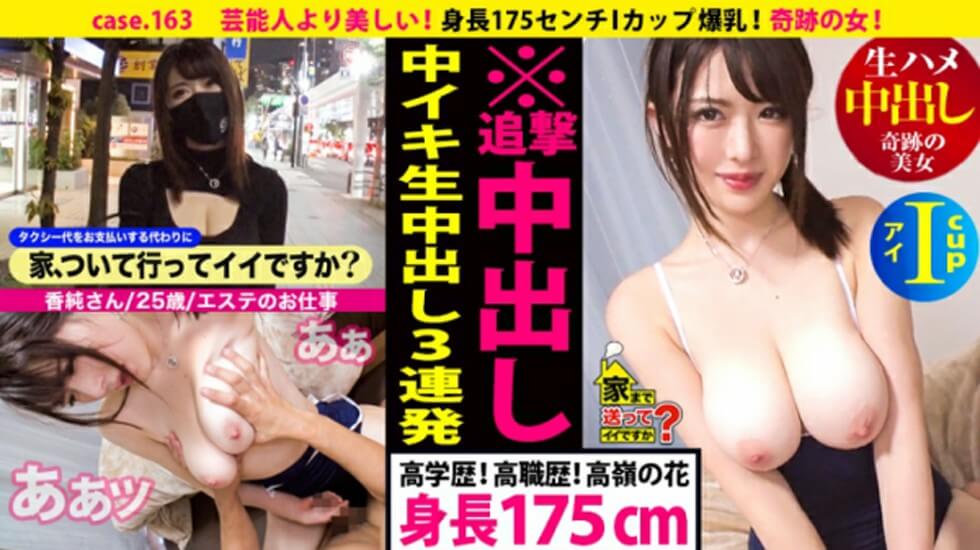 case.163 芸能人より美しい！身長175センチIカップ爆乳！奇跡の女！
タクシー代をお支払いする代わりに
家、ついて行ってイイですか？
香純さん/25歳/エステのお仕事
あぁ
あぁッ
※追撃中出し
中イキ生中出し3連発
高学歴！高職歴！高嶺の花
身長175cm
生ハメ
中出し
奇跡の
美女
アイ
I
cup
家まで
送って
イイですか
?